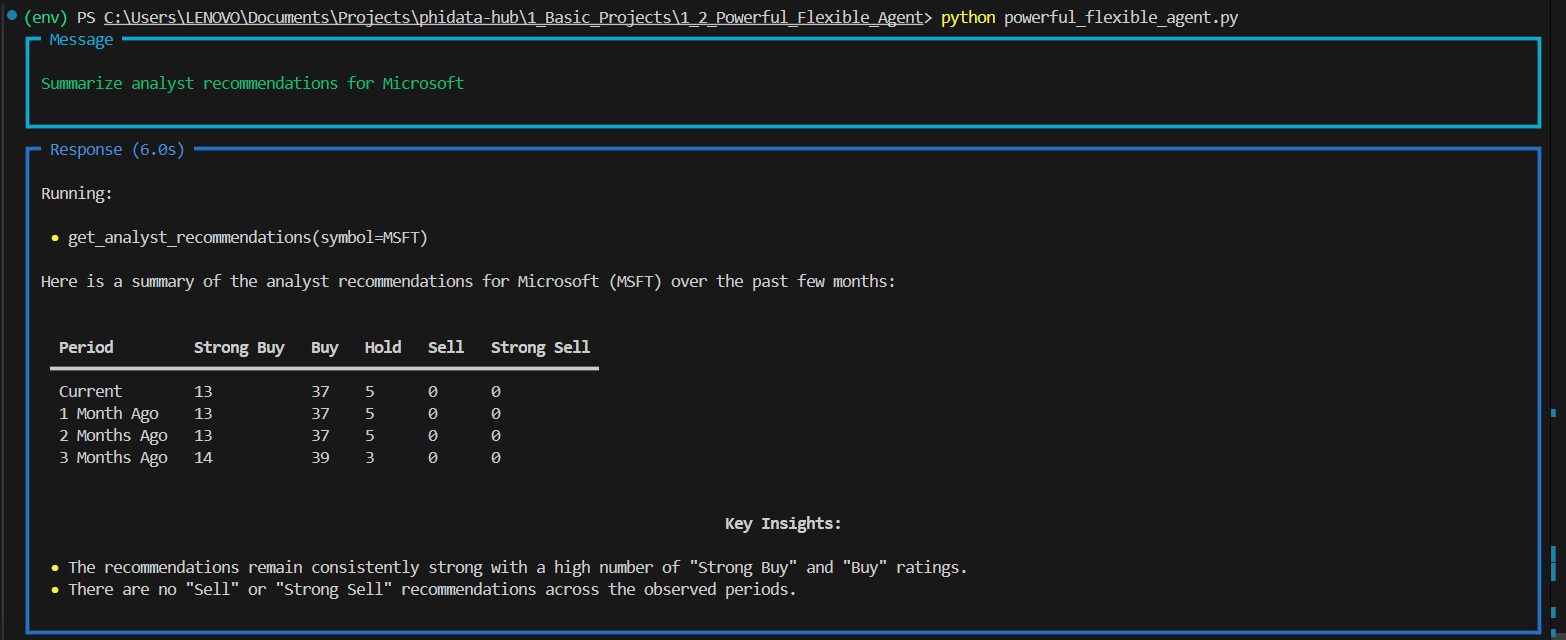 (env) PS C:\Users\LENOVO\Documents\Projects\phidata-hub\1_Basic_Projects\1_2_Powerful_Flexible_Agent> python powerful_flexible_agent.py
Message
Summarize analyst recommendations for Microsoft
Response (6.0s)
Running:
• get_analyst_recommendations(symbol=MSFT)
Here is a summary of the analyst recommendations for Microsoft (MSFT) over the past few months:
Period Strong Buy Buy Hold Sell Strong Sell
Current 13 37 5 0 0
1 Month Ago 13 37 5 0 0
2 Months Ago 13 37 5 0 0
3 Months Ago 14 39 3 0 0
Key Insights:
• The recommendations remain consistently strong with a high number of "Strong Buy" and "Buy" ratings.
• There are no "Sell" or "Strong Sell" recommendations across the observed periods.